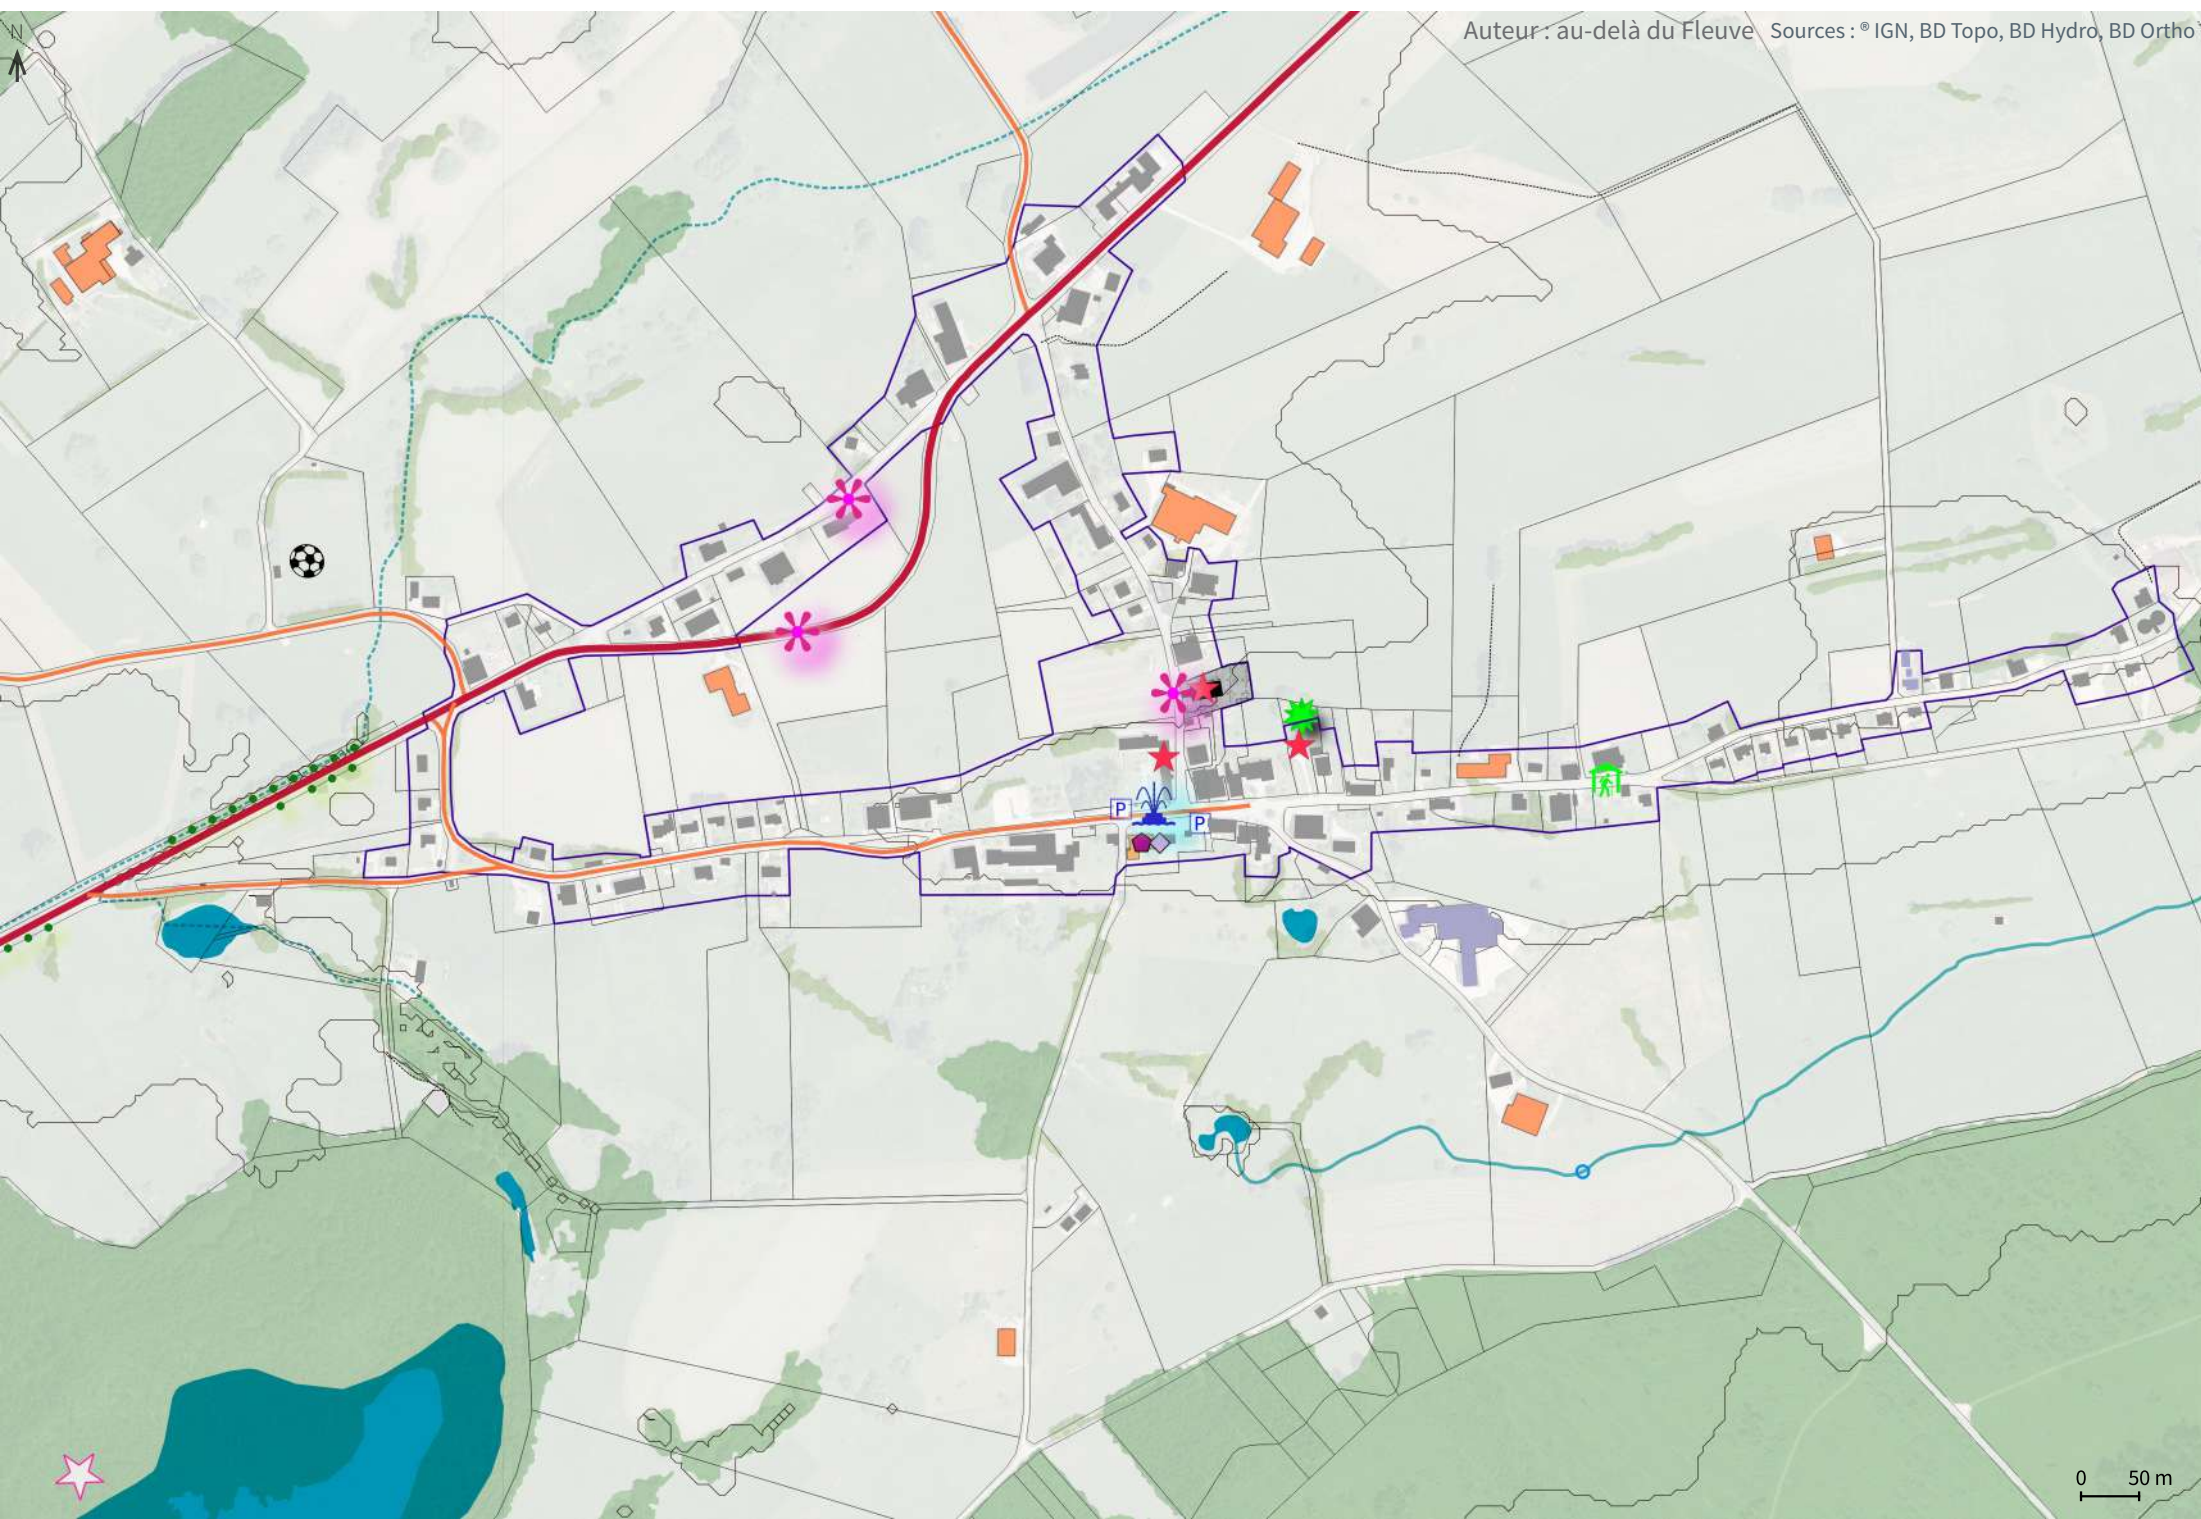 N
Auteur : au-delà du Fleuve Sources : ® IGN, BD Topo, BD Hydro, BD Ortho
P
P
0 50 m